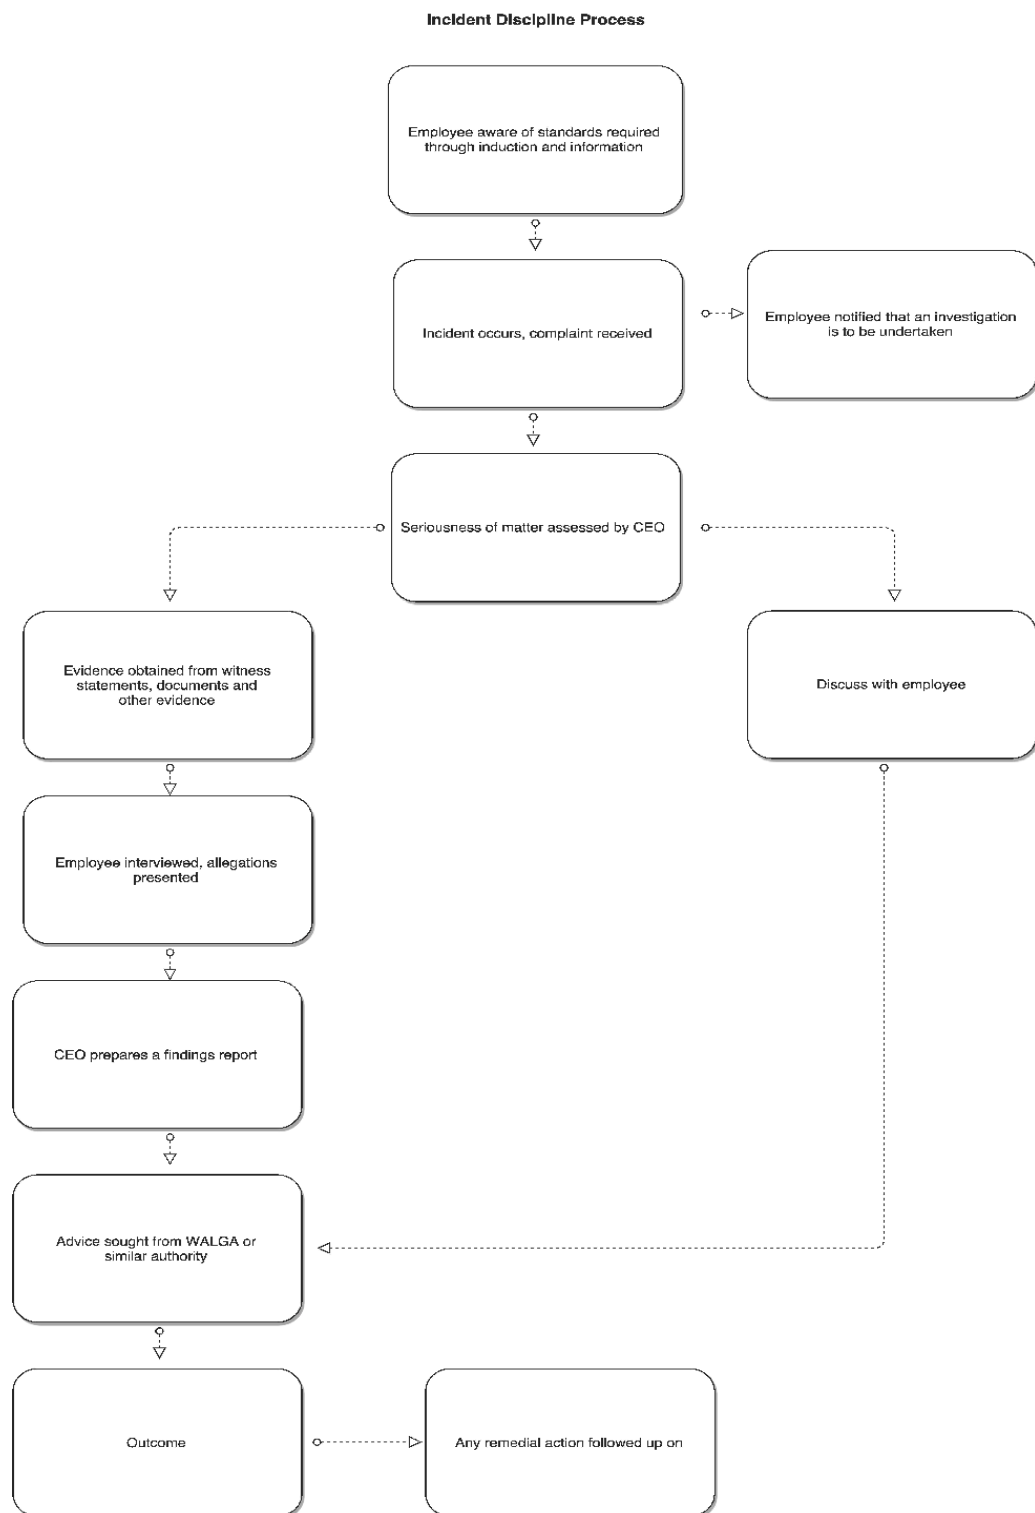 Incident Discipline Process
Employee aware of standards required
through induction and information
Incident occurs, complaint received
Employee notified that an investigation
is to be undertaken
Seriousness of matter assessed by CEO
Evidence obtained from witness
statements, documents and
other evidence
Discuss with employee
Employee interviewed, allegations
presented
CEO prepares a findings report
Advice sought from WALGA or
similar authority
Outcome
Any remedial action followed up on